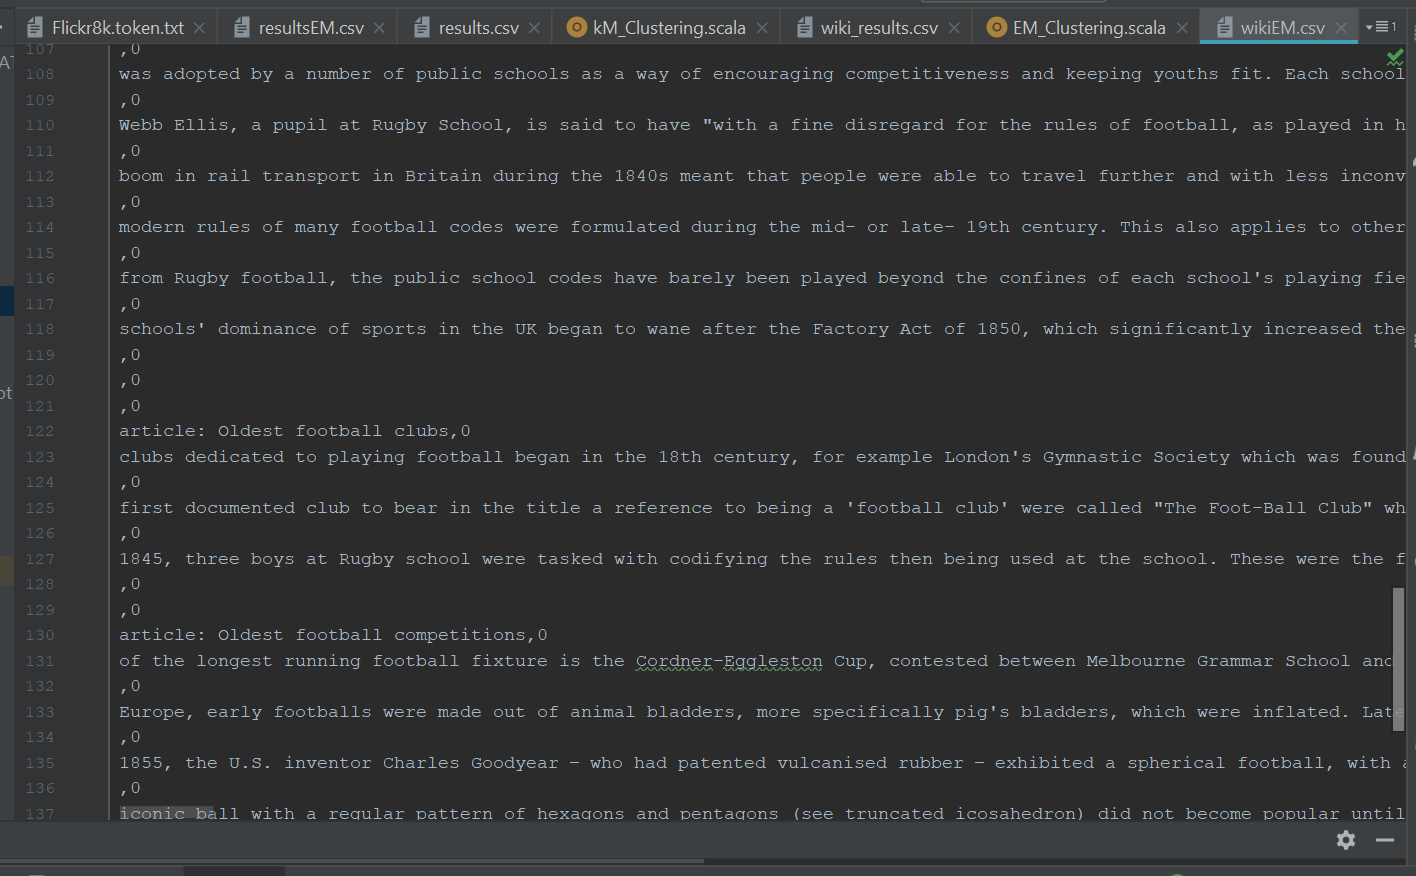 Flickr8k.token.txt resultsEM.csv results.csv kM_Clustering.scala wiki_results.csv EM_Clustering.scala wikiEM.csv 1
107 ,0
108 was adopted by a number of public schools as a way of encouraging competitiveness and keeping youths fit. Each school
109 ,0
110 Webb Ellis, a pupil at Rugby School, is said to have "with a fine disregard for the rules of football, as played in h
111 ,0
112 boom in rail transport in Britain during the 1840s meant that people were able to travel further and with less inconv
113 ,0
114 modern rules of many football codes were formulated during the mid- or late- 19th century. This also applies to other
115 ,0
116 from Rugby football, the public school codes have barely been played beyond the confines of each school's playing fie
117 ,0
118 schools' dominance of sports in the UK began to wane after the Factory Act of 1850, which significantly increased the
119 ,0
120 ,0
121 ,0
122 article: Oldest football clubs,0
123 clubs dedicated to playing football began in the 18th century, for example London's Gymnastic Society which was found
124 ,0
125 first documented club to bear in the title a reference to being a 'football club' were called "The Foot-Ball Club" wh
126 ,0
127 1845, three boys at Rugby school were tasked with codifying the rules then being used at the school. These were the f
128 ,0
129 ,0
130 article: Oldest football competitions,0
131 of the longest running football fixture is the Cordner-Eggleston Cup, contested between Melbourne Grammar School and
132 ,0
133 Europe, early footballs were made out of animal bladders, more specifically pig's bladders, which were inflated. Late
134 ,0
135 1855, the U.S. inventor Charles Goodyear – who had patented vulcanised rubber – exhibited a spherical football, with a
136 ,0
137 iconic ball with a regular pattern of hexagons and pentagons (see truncated icosahedron) did not become popular until